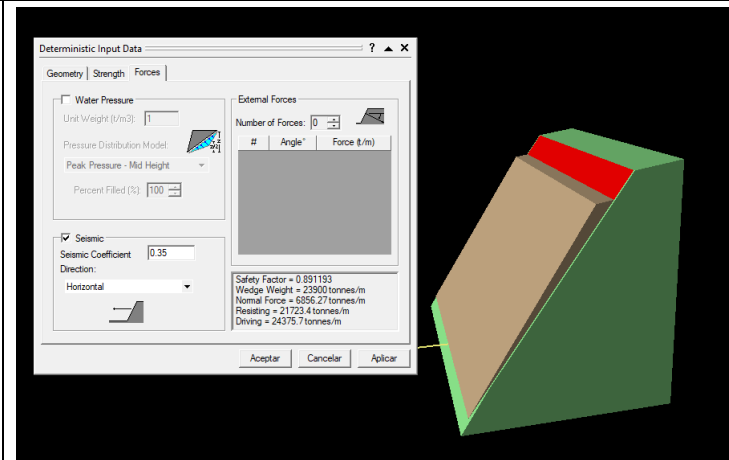 Deterministic Input Data
Geometry Strength Forces
Water Pressure
Unit Weight (t/m3): 1
Pressure Distribution Model:
Peak Pressure - Mid Height
Percent Filled (%): 100
Seismic
Seismic Coefficient 0.35
Direction:
Horizontal
External Forces
Number of Forces: 0
# Angle° Force (t/m)
Safety Factor = 0.891193
Wedge Weight = 23900 tonnes/m
Normal Force = 6856.27 tonnes/m
Resisting = 21723.4 tonnes/m
Driving = 24375.7 tonnes/m
Aceptar Cancelar Aplicar